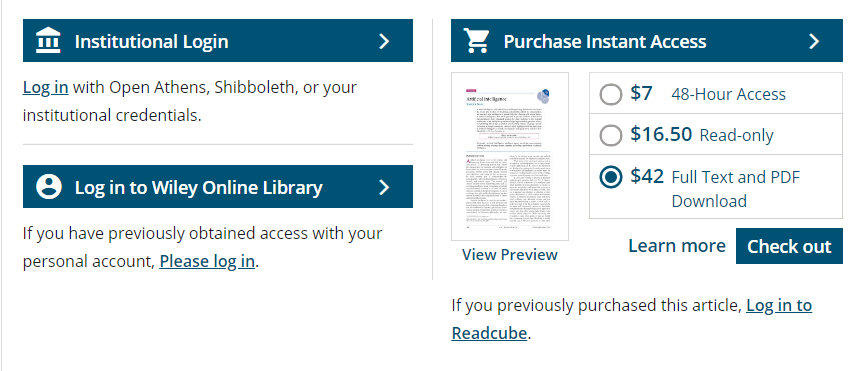 Institutional Login
Log in with Open Athens, Shibboleth, or your
institutional credentials.
Log in to Wiley Online Library
If you have previously obtained access with your
personal account, Please log in.
Purchase Instant Access
Artificial Intelligence
View Preview
$7 48-Hour Access
$16.50 Read-only
$42 Full Text and PDF
Download
Learn more
Check out
If you previously purchased this article, Log in to
Readcube.